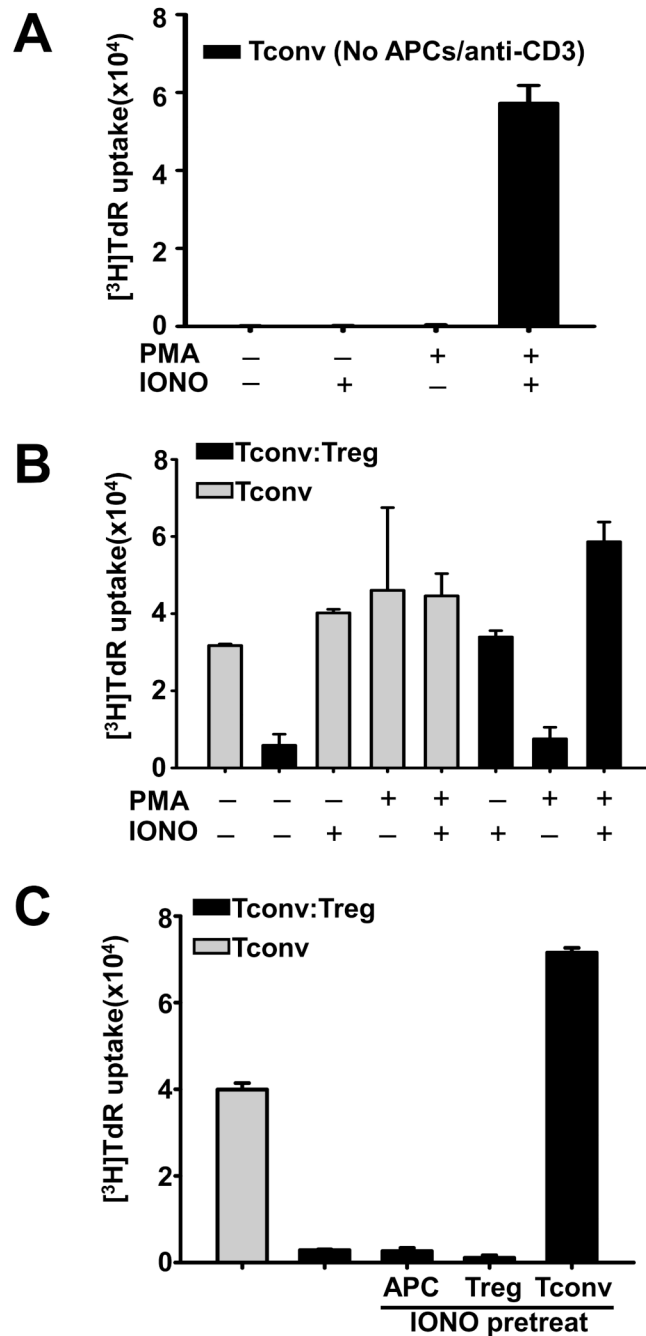 A
[³H]TdR uptake(x10⁴)
8
6
4
2
0
Tconv (No APCs/anti-CD3)
PMA – – + +
IONO – + – +
B
[³H]TdR uptake(x10⁴)
8
6
4
2
0
Tconv:Treg
Tconv
PMA – – – + + – + +
IONO – – + – + + – +
C
[³H]TdR uptake(x10⁴)
8
6
4
2
0
Tconv:Treg
Tconv
APC Treg Tconv
IONO pretreat